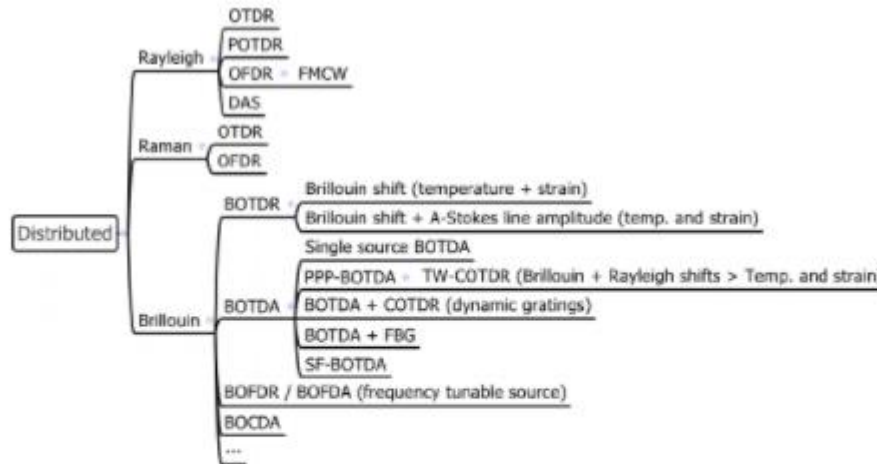 OTDR
POTDR
Rayleigh
OFDR FMCW
DAS
OTDR
Raman
OFDR
Brillouin shift (temperature + strain)
BOTDR
Brillouin shift + A-Stokes line amplitude (temp. and strain)
Distributed
Single source BOTDA
PPP-BOTDA TW-COTDR (Brillouin + Rayleigh shifts > Temp. and strain
BOTDA
BOTDA + COTDR (dynamic gratings)
Brillouin
BOTDA + FBG
SF-BOTDA
BOFDR / BOFDA (frequency tunable source)
BOCDA
...